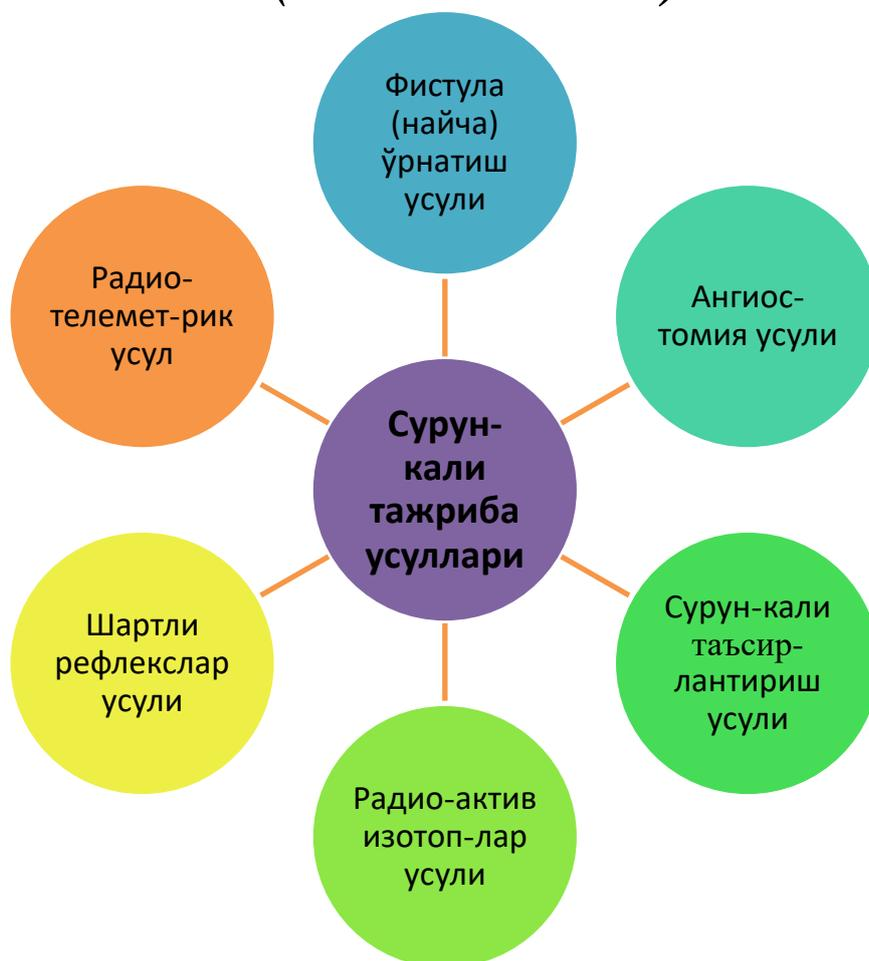 Фистула
(найча)
ўрнатиш
усули
Радио-
телемет-рик
усул
Ангиос-
томия усули
Сурун-
кали
тажриба
усуллари
Шартли
рефлекслар
усули
Сурун-кали
таъсир-
лантириш
усули
Радио-актив
изотоп-лар
усули